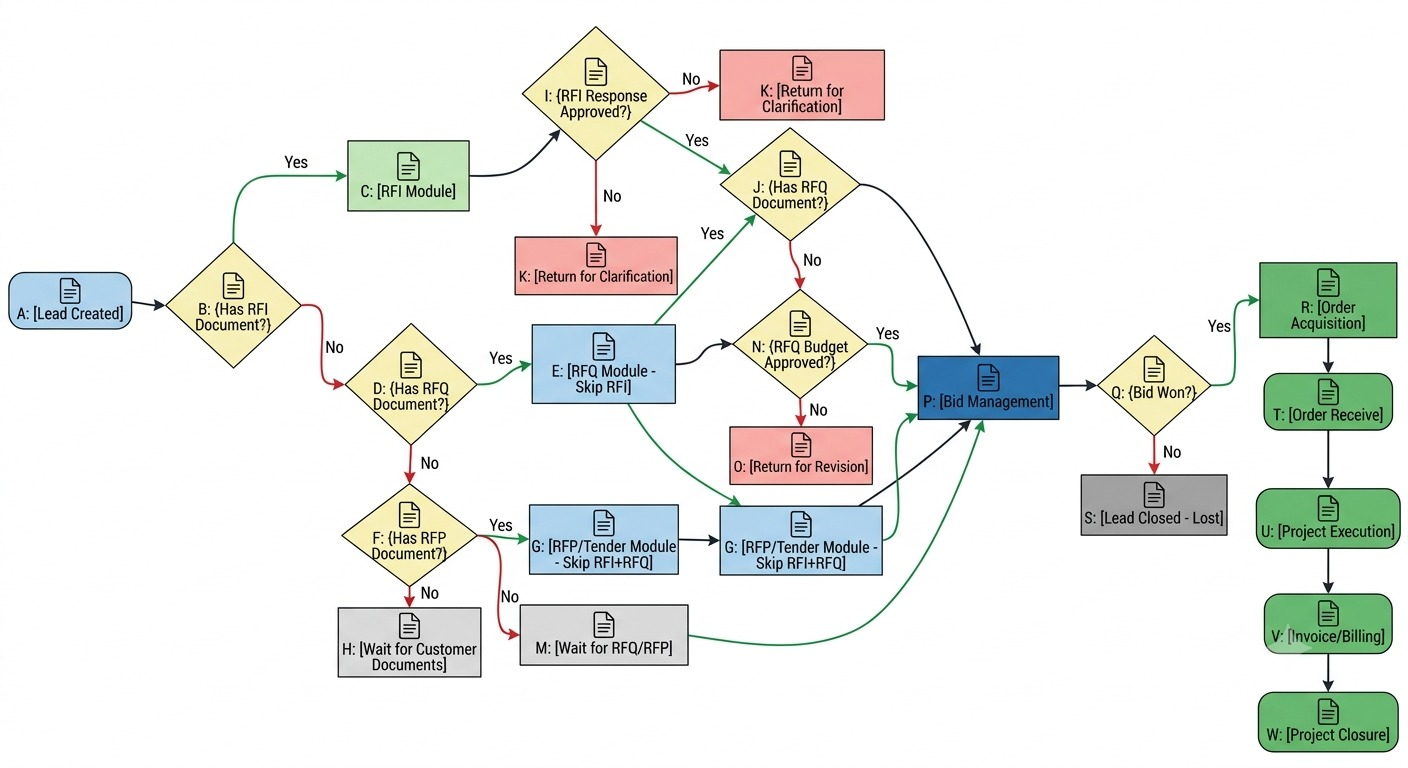 I: {RFI Response
Approved?}
No
K: [Return for
Clarification]
Yes
Yes
C: [RFI Module]
J: {Has RFQ
Document?}
No
Yes
K: [Return for Clarification]
No
A: [Lead Created]
B: {Has RFI
Document?}
No
R: [Order
Acquisition]
Yes
D: {Has RFQ
Document?}
Yes
E: [RFQ Module -
Skip RFi]
N: {RFQ Budget
Approved?}
Yes
P: [Bid Management]
Q: {Bid Won?}
T: [Order Receive]
No
No
O: [Return for Revision]
No
S: [Lead Closed - Lost]
F: {Has RFP
Document?}
Yes
G: [RFP/Tender Module
- Skip RFI+RFQ]
G: [RFP/Tender Module -
Skip RFI+RFQ]
U: [Project Execution]
No
No
H: [Wait for Customer
Documents]
M: [Wait for RFQ/RFP]
V: [Invoice/Billing]
W: [Project Closure]